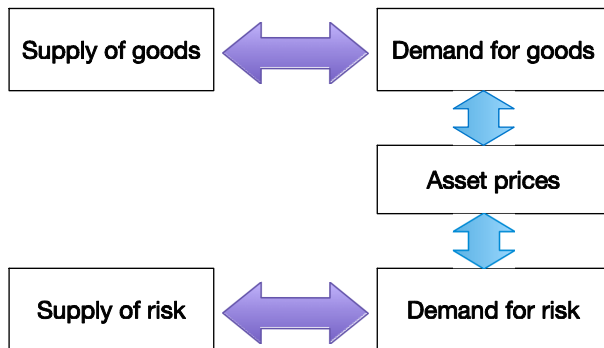 Supply of goods
Demand for goods
Asset prices
Supply of risk
Demand for risk